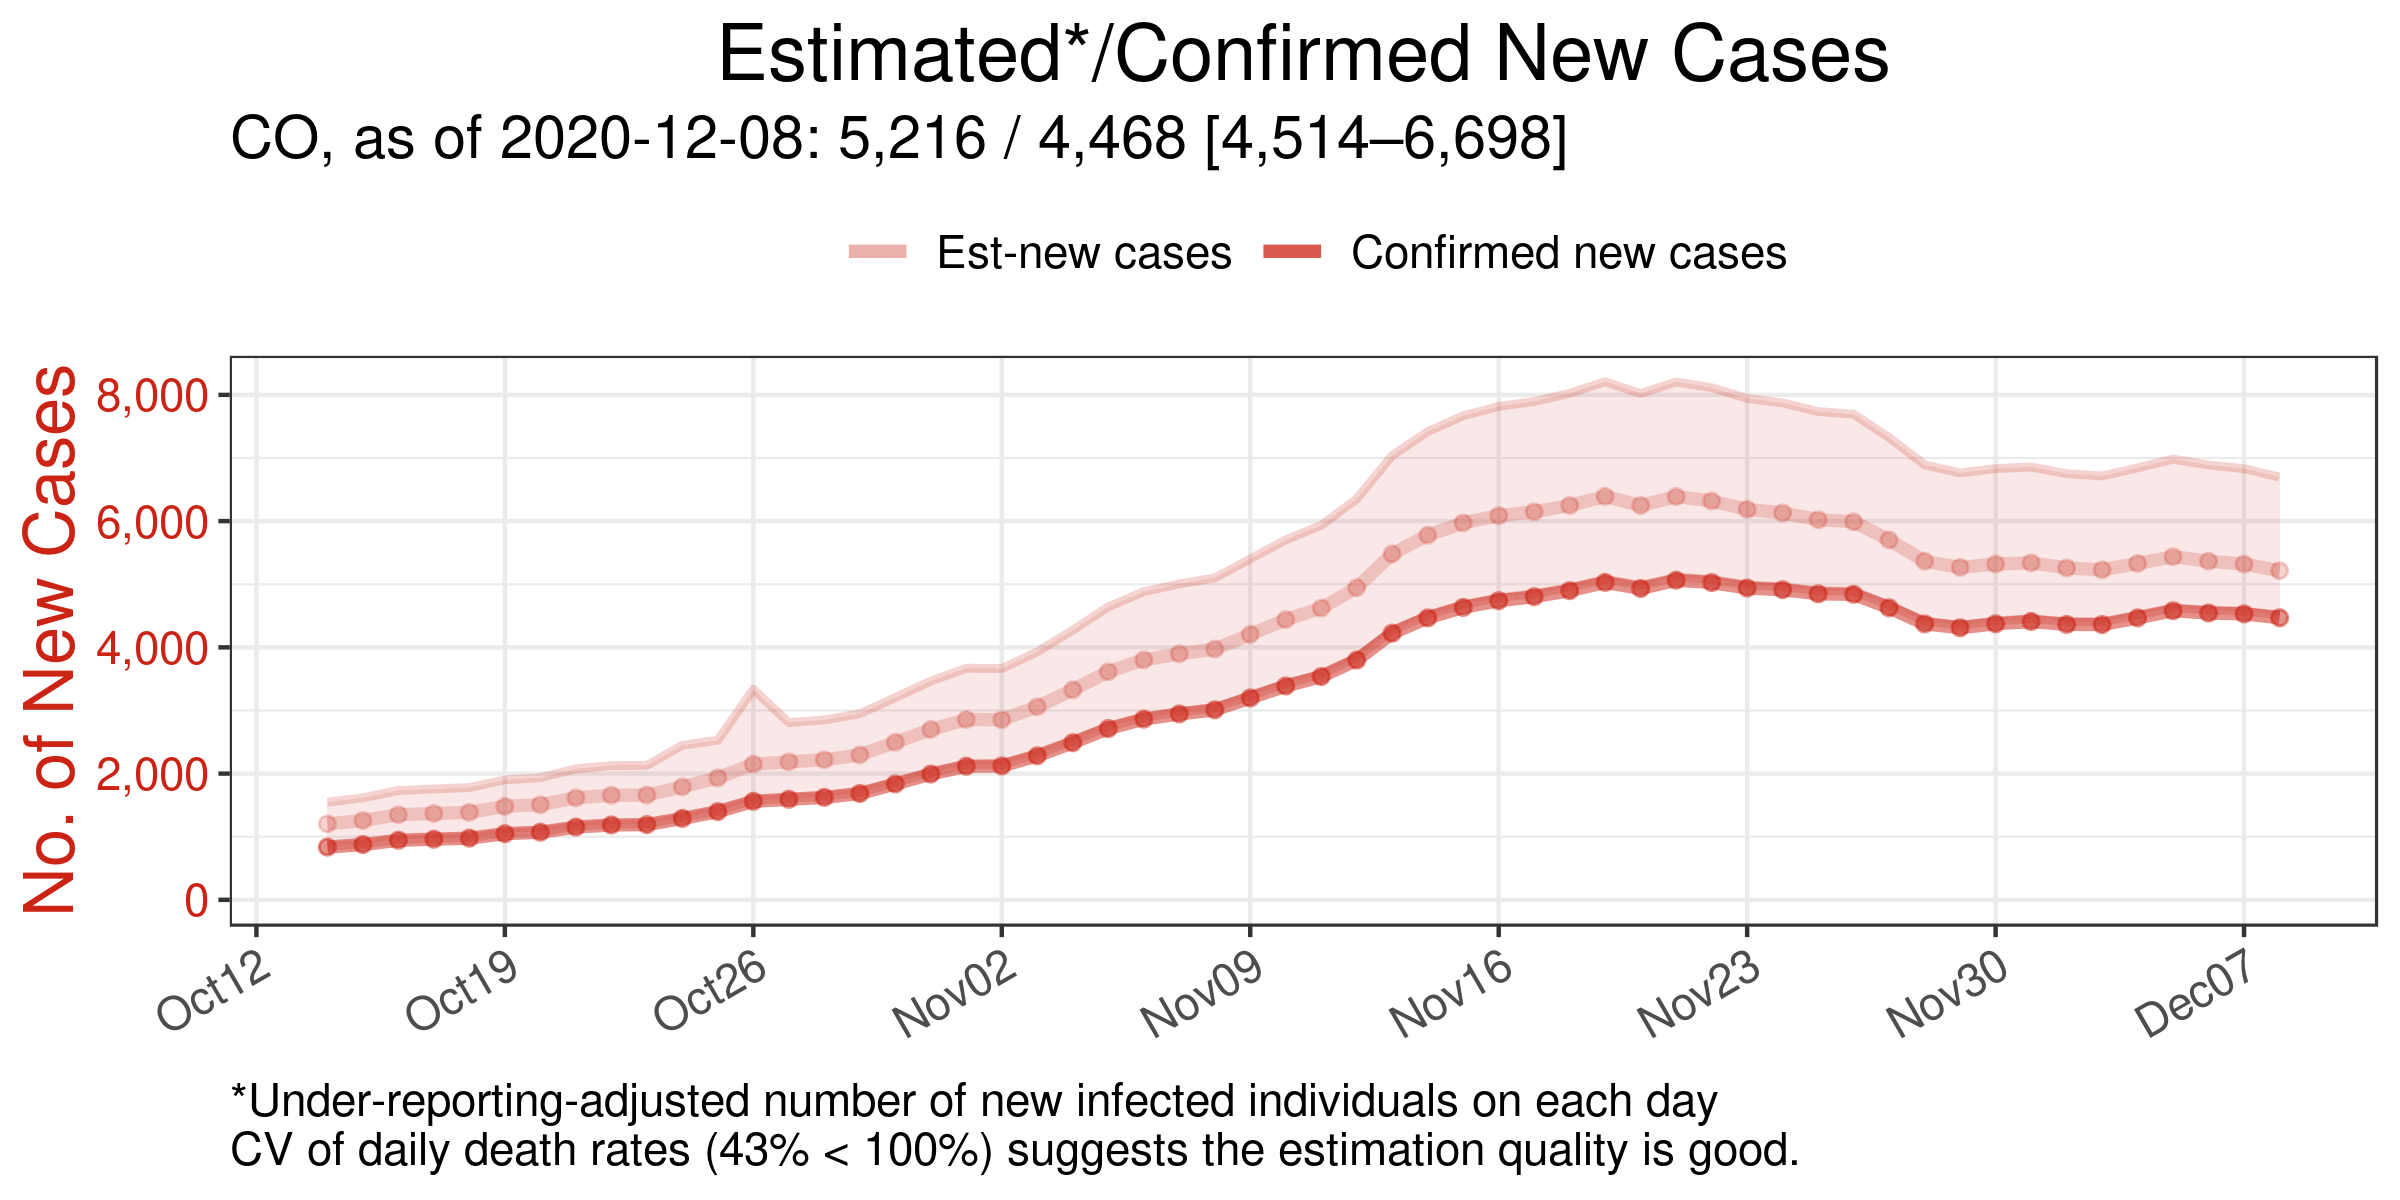 Estimated*/Confirmed New Cases
CO, as of 2020-12-08: 5,216 / 4,468 [4,514–6,698]
Est-new cases
Confirmed new cases
No. of New Cases
8,000
6,000
4,000
2,000
0
Oct12
Oct19
Oct26
Nov02
Nov09
Nov16
Nov23
Nov30
Dec07
*Under-reporting-adjusted number of new infected individuals on each day
CV of daily death rates (43% < 100%) suggests the estimation quality is good.